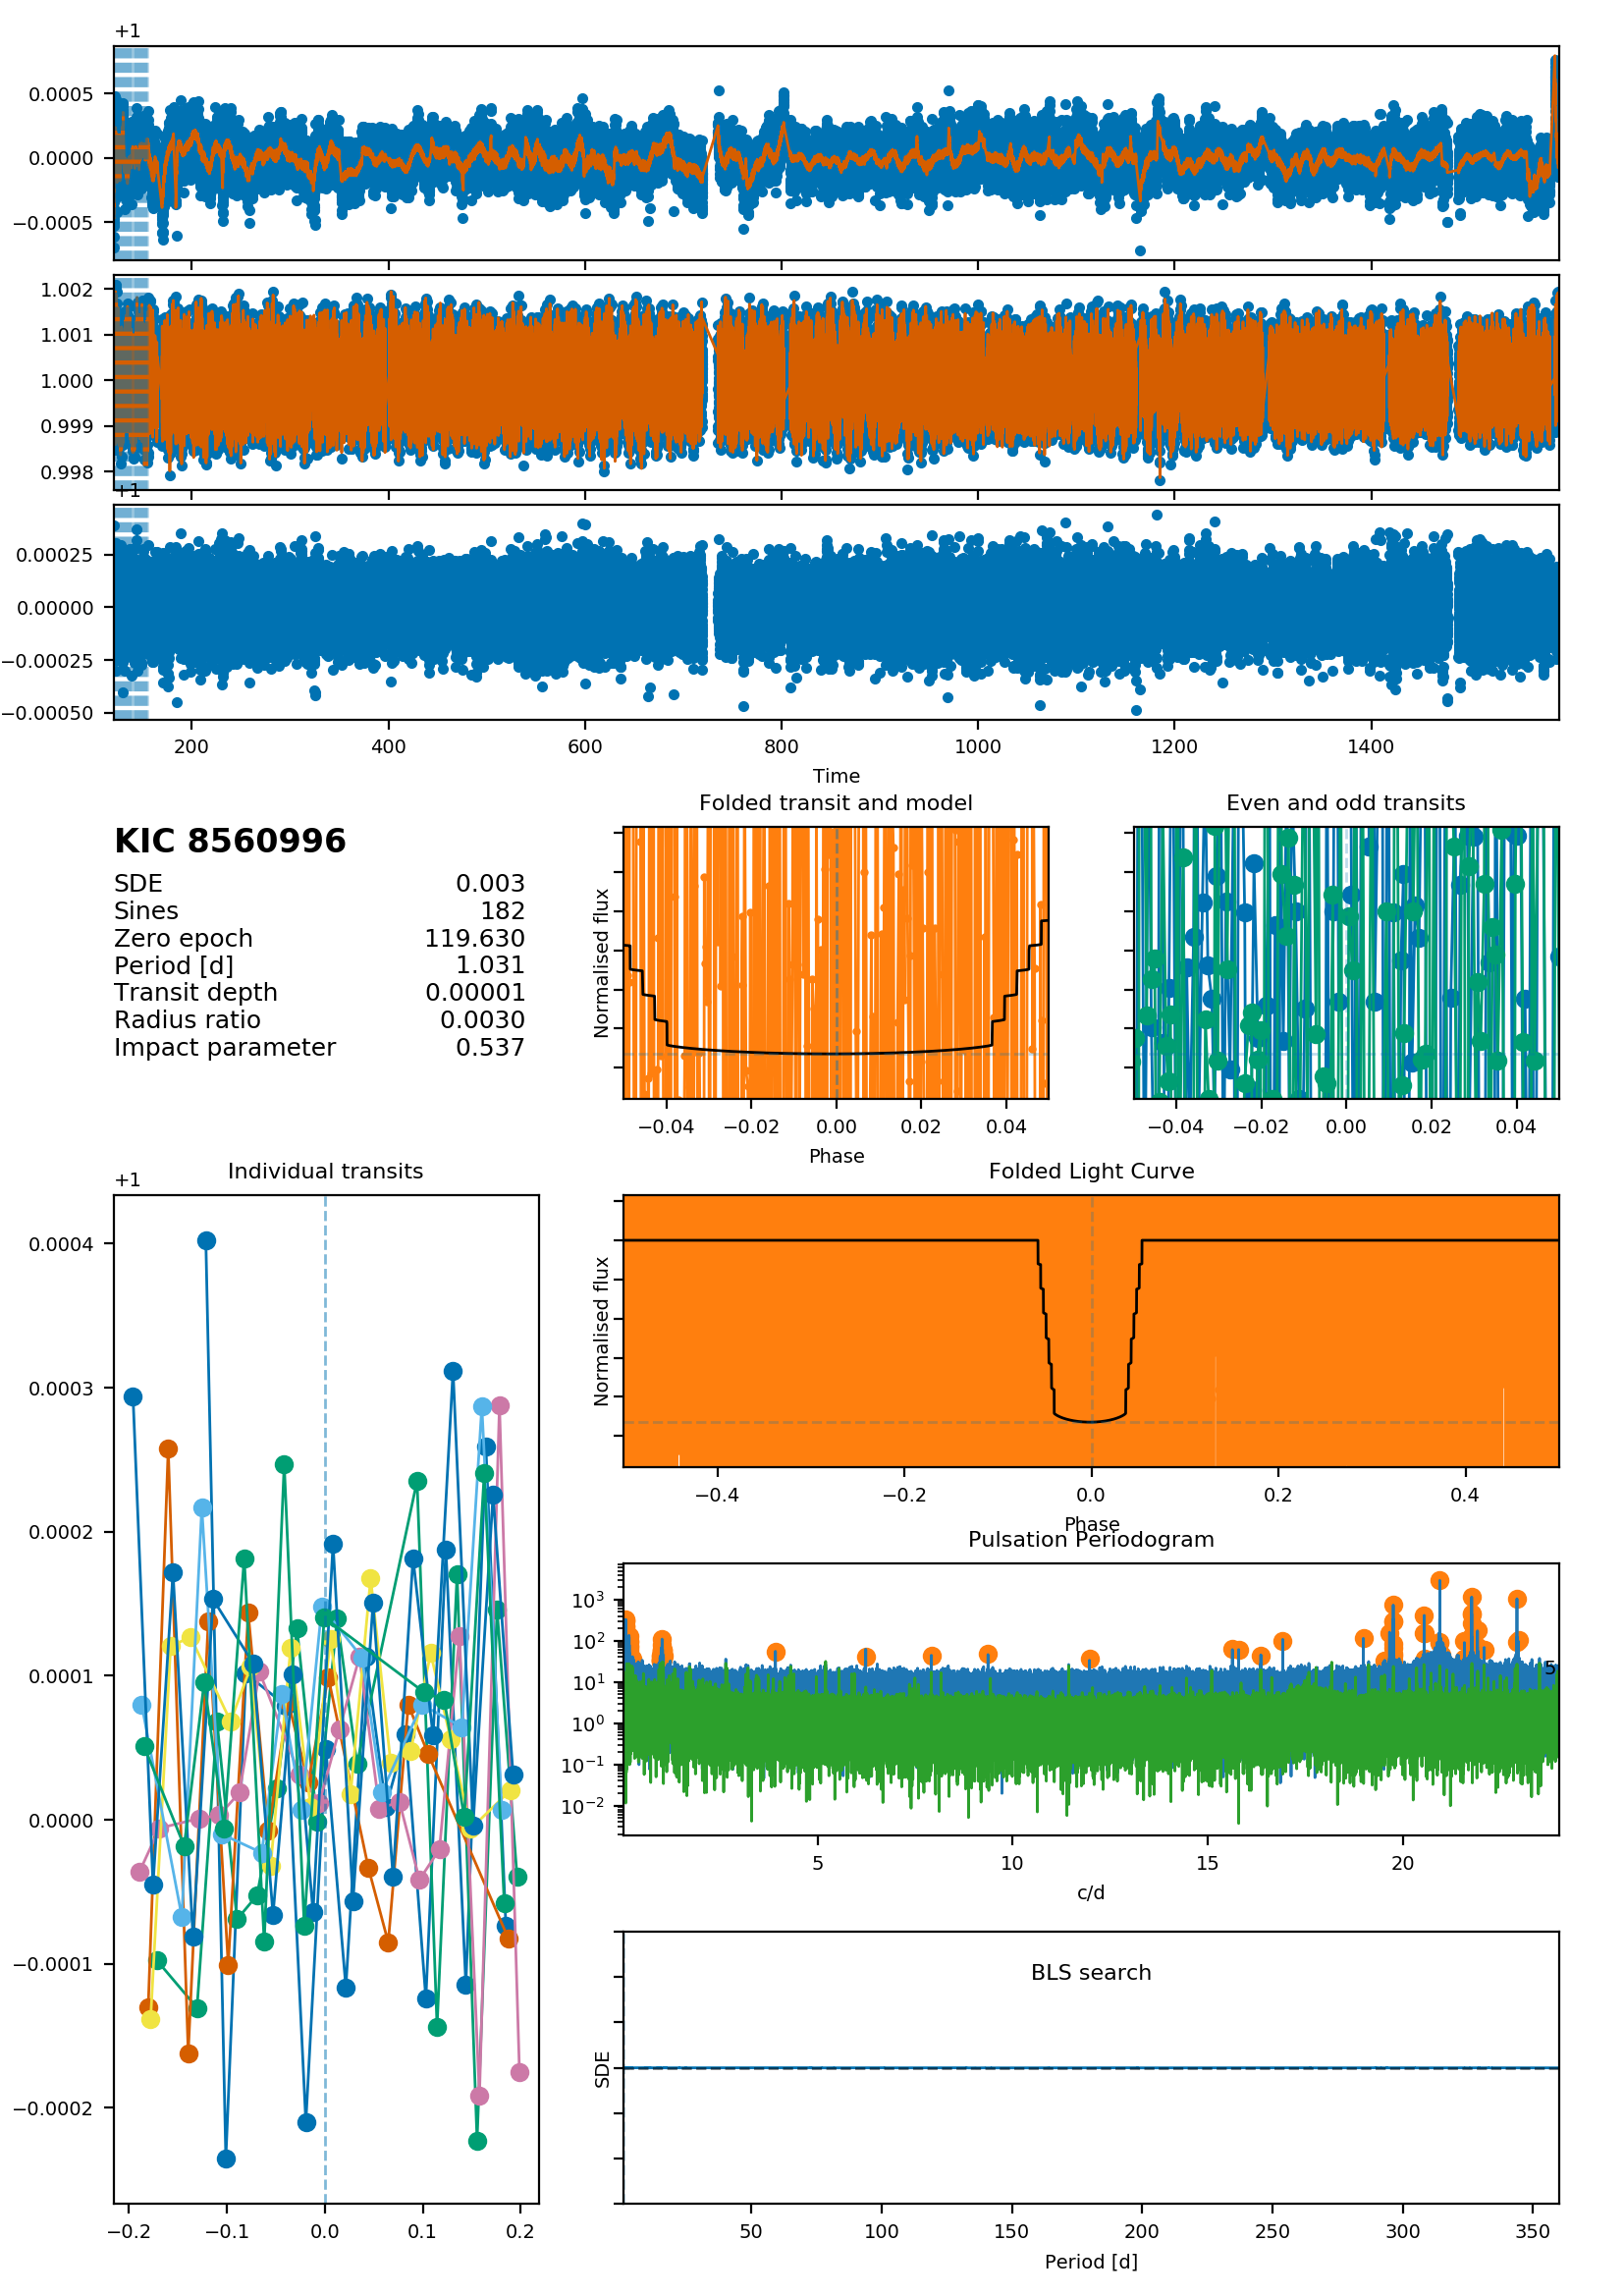 +1
0.0005
0.0000
−0.0005
1.002
1.001
1.000
0.999
0.998
+1
0.00025
0.00000
−0.00025
−0.00050
200 400 600 800 1000 1200 1400
Time
KIC 8560996
SDE 0.003
Sines 182
Zero epoch 119.630
Period [d] 1.031
Transit depth 0.00001
Radius ratio 0.0030
Impact parameter 0.537
Folded transit and model
Normalised flux
−0.04 −0.02 0.00 0.02 0.04
Phase
Even and odd transits
−0.04 −0.02 0.00 0.02 0.04
Individual transits
+1
0.0004
0.0003
0.0002
0.0001
0.0000
−0.0001
−0.0002
−0.2 −0.1 0.0 0.1 0.2
Folded Light Curve
Normalised flux
−0.4 −0.2 0.0 0.2 0.4
Phase
Pulsation Periodogram
10³
10²
10¹
10⁰
10⁻¹
10⁻²
5
5 10 15 20
c/d
BLS search
SDE
50 100 150 200 250 300 350
Period [d]